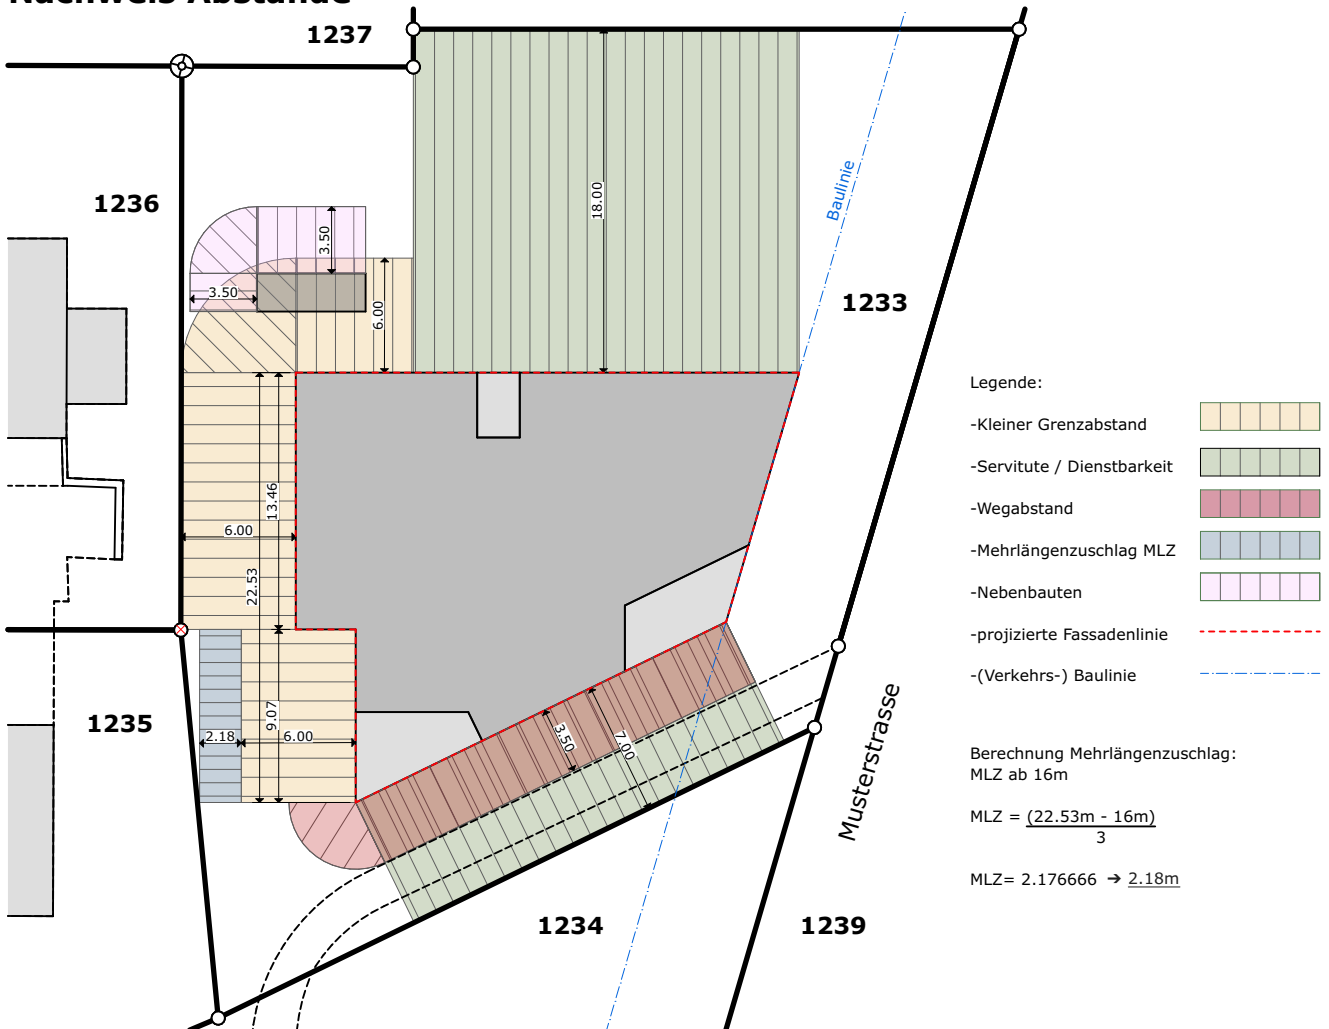 Nachweis Abstände
1237
1236
3.50
3.50
6.00
18.00
Baulinie
1233
13.46
6.00
22.53
9.07
2.18
6.00
1235
3.50
7.00
Musterstrasse
1234
1239
Legende:
-Kleiner Grenzabstand
-Servitute / Dienstbarkeit
-Wegabstand
-Mehrlängenzuschlag MLZ
-Nebenbauten
-projizierte Fassadenlinie
-(Verkehrs-) Baulinie
Berechnung Mehrlängenzuschlag:
MLZ ab 16m
MLZ = (22.53m - 16m)
3
MLZ= 2.176666 ➔ 2.18m